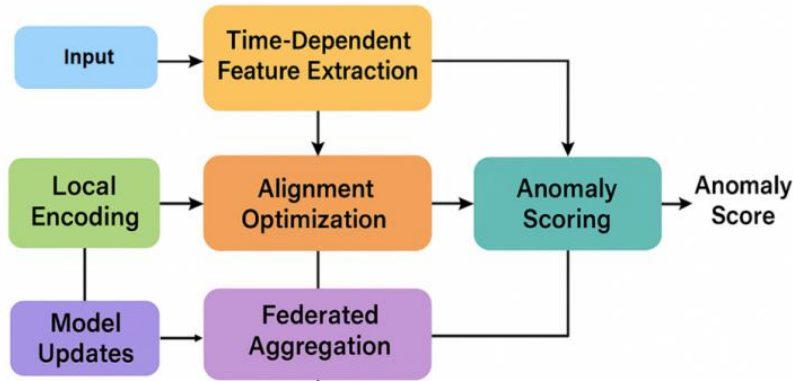 Input
Time-Dependent
Feature Extraction
Local
Encoding
Alignment
Optimization
Anomaly
Scoring
Anomaly
Score
Model
Updates
Federated
Aggregation